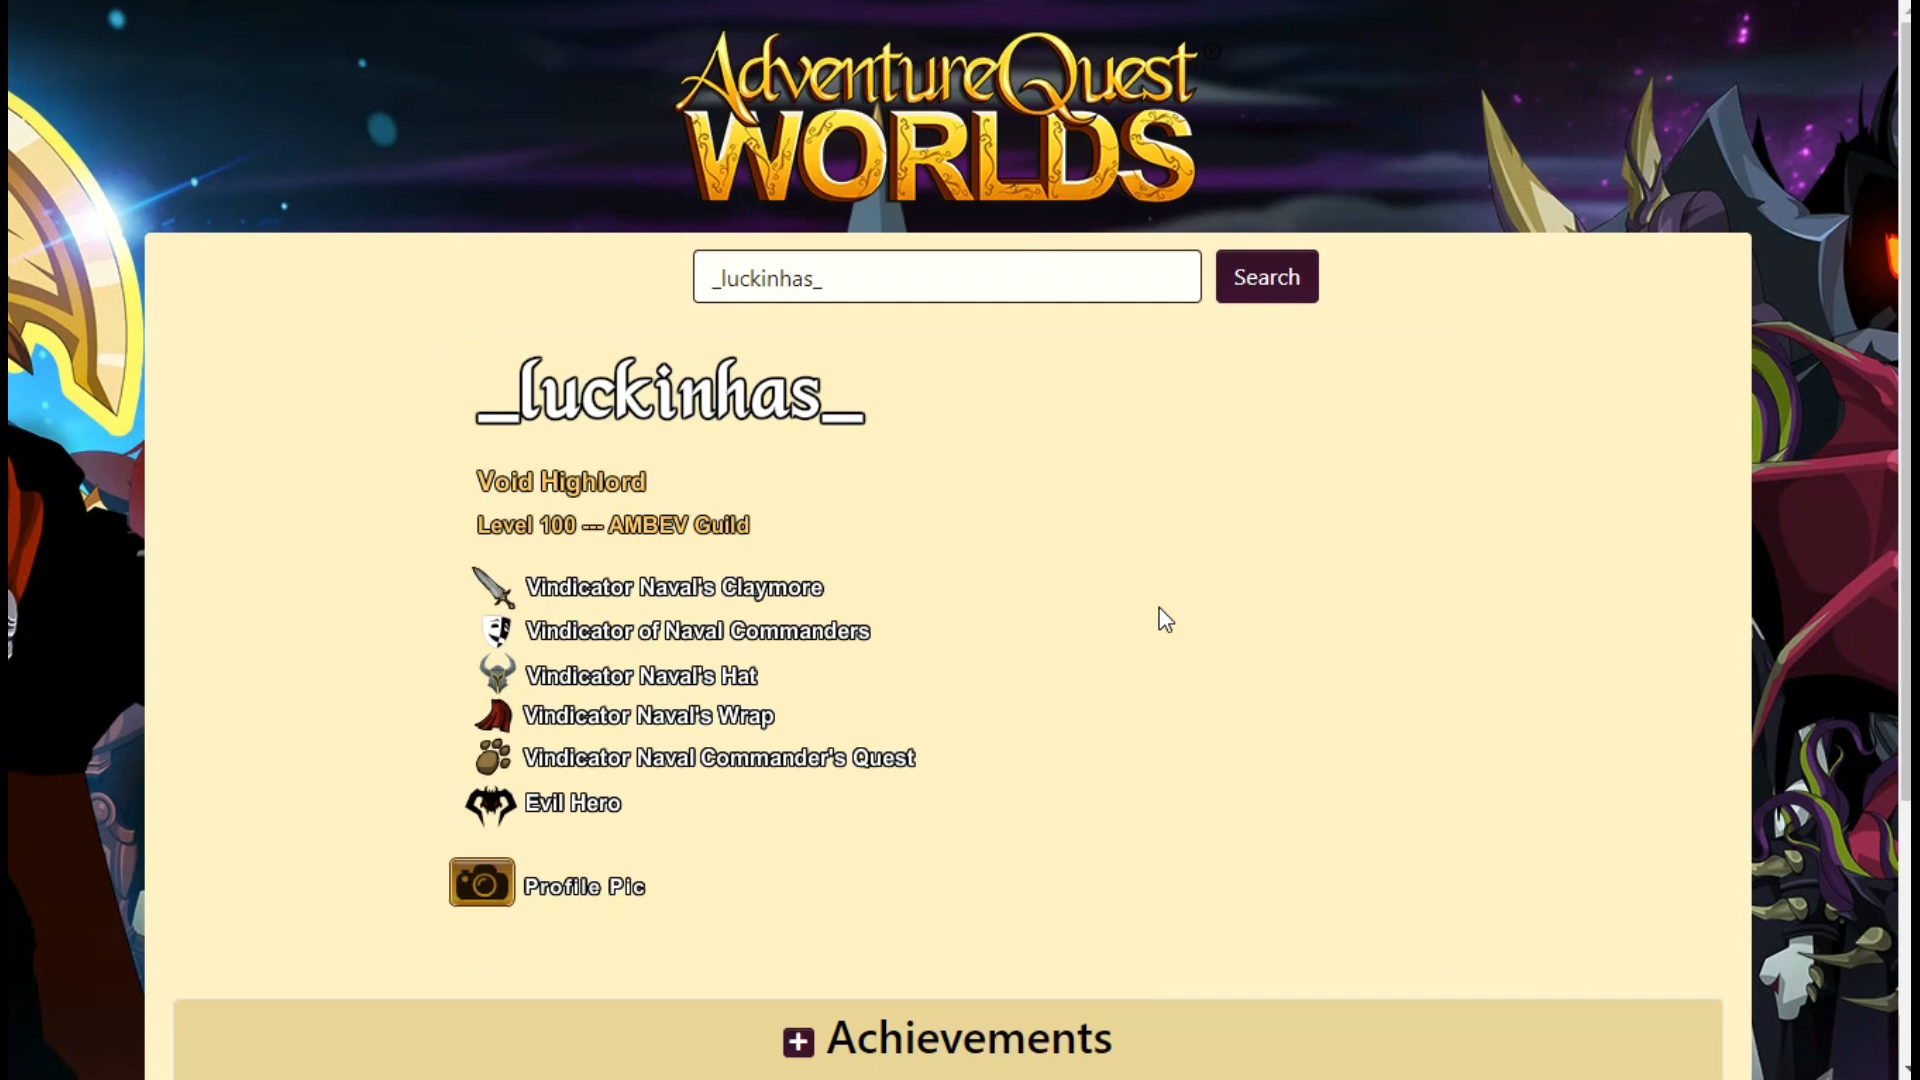 AdventureQuest®
WORLDS
_luckinhas_
Search
_luckinhas_
Void Highlord
Level 100 --- AMBEV Guild
Vindicator Naval's Claymore
Vindicator of Naval Commanders
Vindicator Naval's Hat
Vindicator Naval's Wrap
Vindicator Naval Commander's Quest
Evil Hero
Profile Pic
Achievements